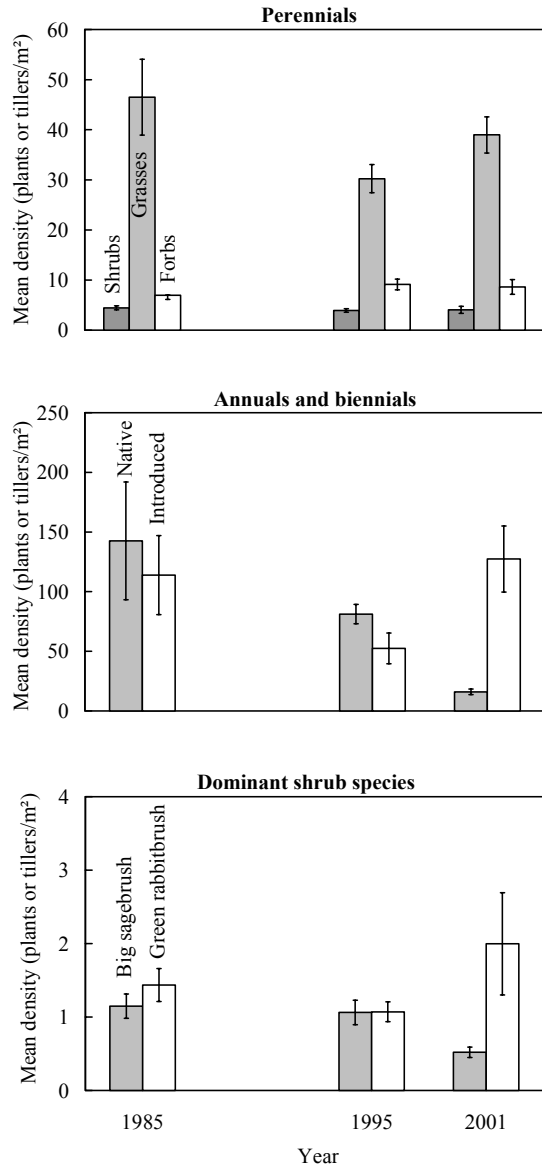 Perennials
Mean density (plants or tillers/m²)
60
50
40
30
20
10
0
Shrubs
Grasses
Forbs
Annuals and biennials
Mean density (plants or tillers/m²)
250
200
150
100
50
0
Native
Introduced
Dominant shrub species
Mean density (plants or tillers/m²)
4
3
2
1
0
Big sagebrush
Green rabbitbrush
1985
1995
2001
Year